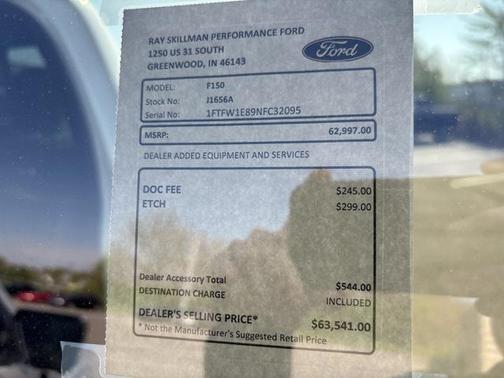 RAY SKILLMAN PERFORMANCE FORD
1250 US 31 SOUTH
GREENWOOD, IN 46143
Ford
MODEL: F150
Stock No: J1656A
Serial No: 1FTFW1E89NFC32095
MSRP: 62,997.00
DEALER ADDED EQUIPMENT AND SERVICES
DOC FEE $245.00
ETCH $299.00
Dealer Accessory Total $544.00
DESTINATION CHARGE INCLUDED
DEALER'S SELLING PRICE* $63,541.00
* Not the Manufacturer's Suggested Retail Price